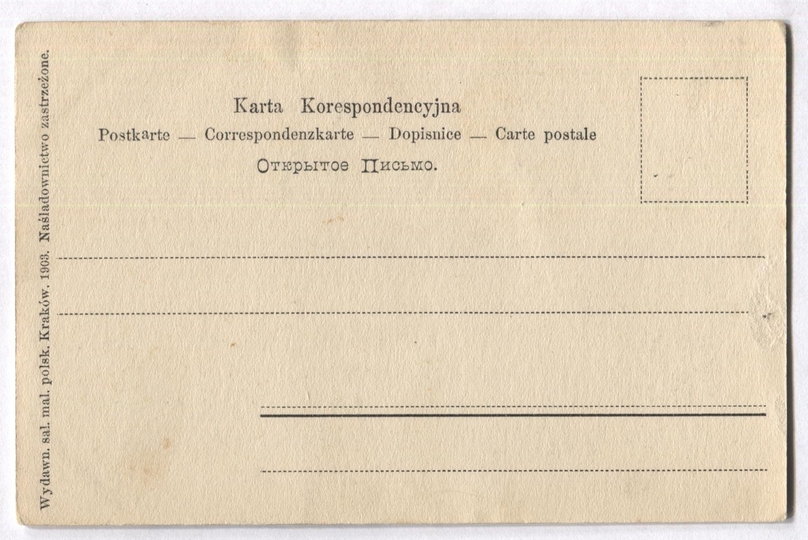 Karta Korespondencyjna
Postkarte — Correspondenzkarte — Dopisnice — Carte postale
Открытое Письмо.
Wydawn. sal. mal. polsk. Kraków. 1903. Naśladownictwo zastrzeżone.